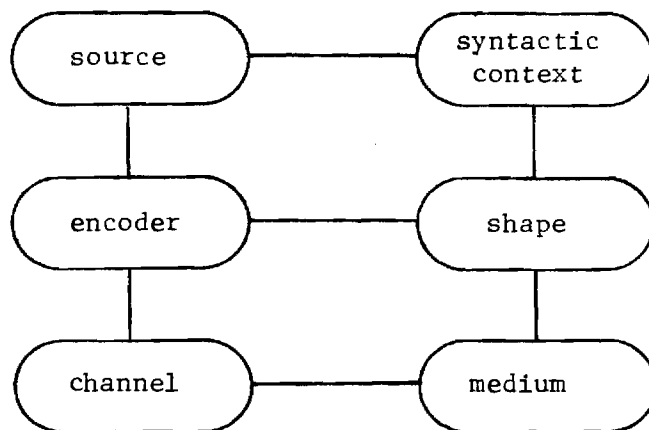 source
syntactic
context
encoder
shape
channel
medium